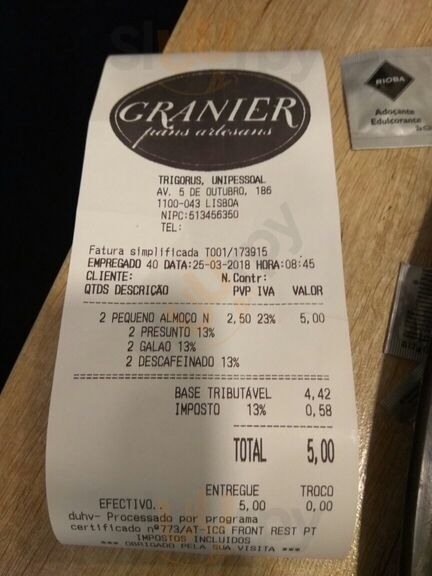 GRANIER
pans artesans
TRIGORUS, UNIPESSOAL
AV. 5 DE OUTUBRO, 186
1100-043 LISBOA
NIPC:513456350
TEL:
Fatura simplificada T001/173915
EMPREGADO 40 DATA:25-03-2018 HORA:08:45
CLIENTE: N.Contr:
QTDS DESCRIÇÃO PVP IVA VALOR
2 PEQUENO ALMOÇO N 2,50 23% 5,00
2 PRESUNTO 13%
2 GALAO 13%
2 DESCAFEINADO 13%
BASE TRIBUTÁVEL 4,42
IMPOSTO 13% 0,58
TOTAL 5,00
ENTREGUE TROCO
EFECTIVO.. 5,00 0,00
duhv- Processado por programa
certificado nº773/AT-ICG FRONT REST PT
IMPOSTOS INCLUIDOS
*** OBRIGADO PELA SUA VISITA ***
RIOBA
Adoçante
Edulcorante